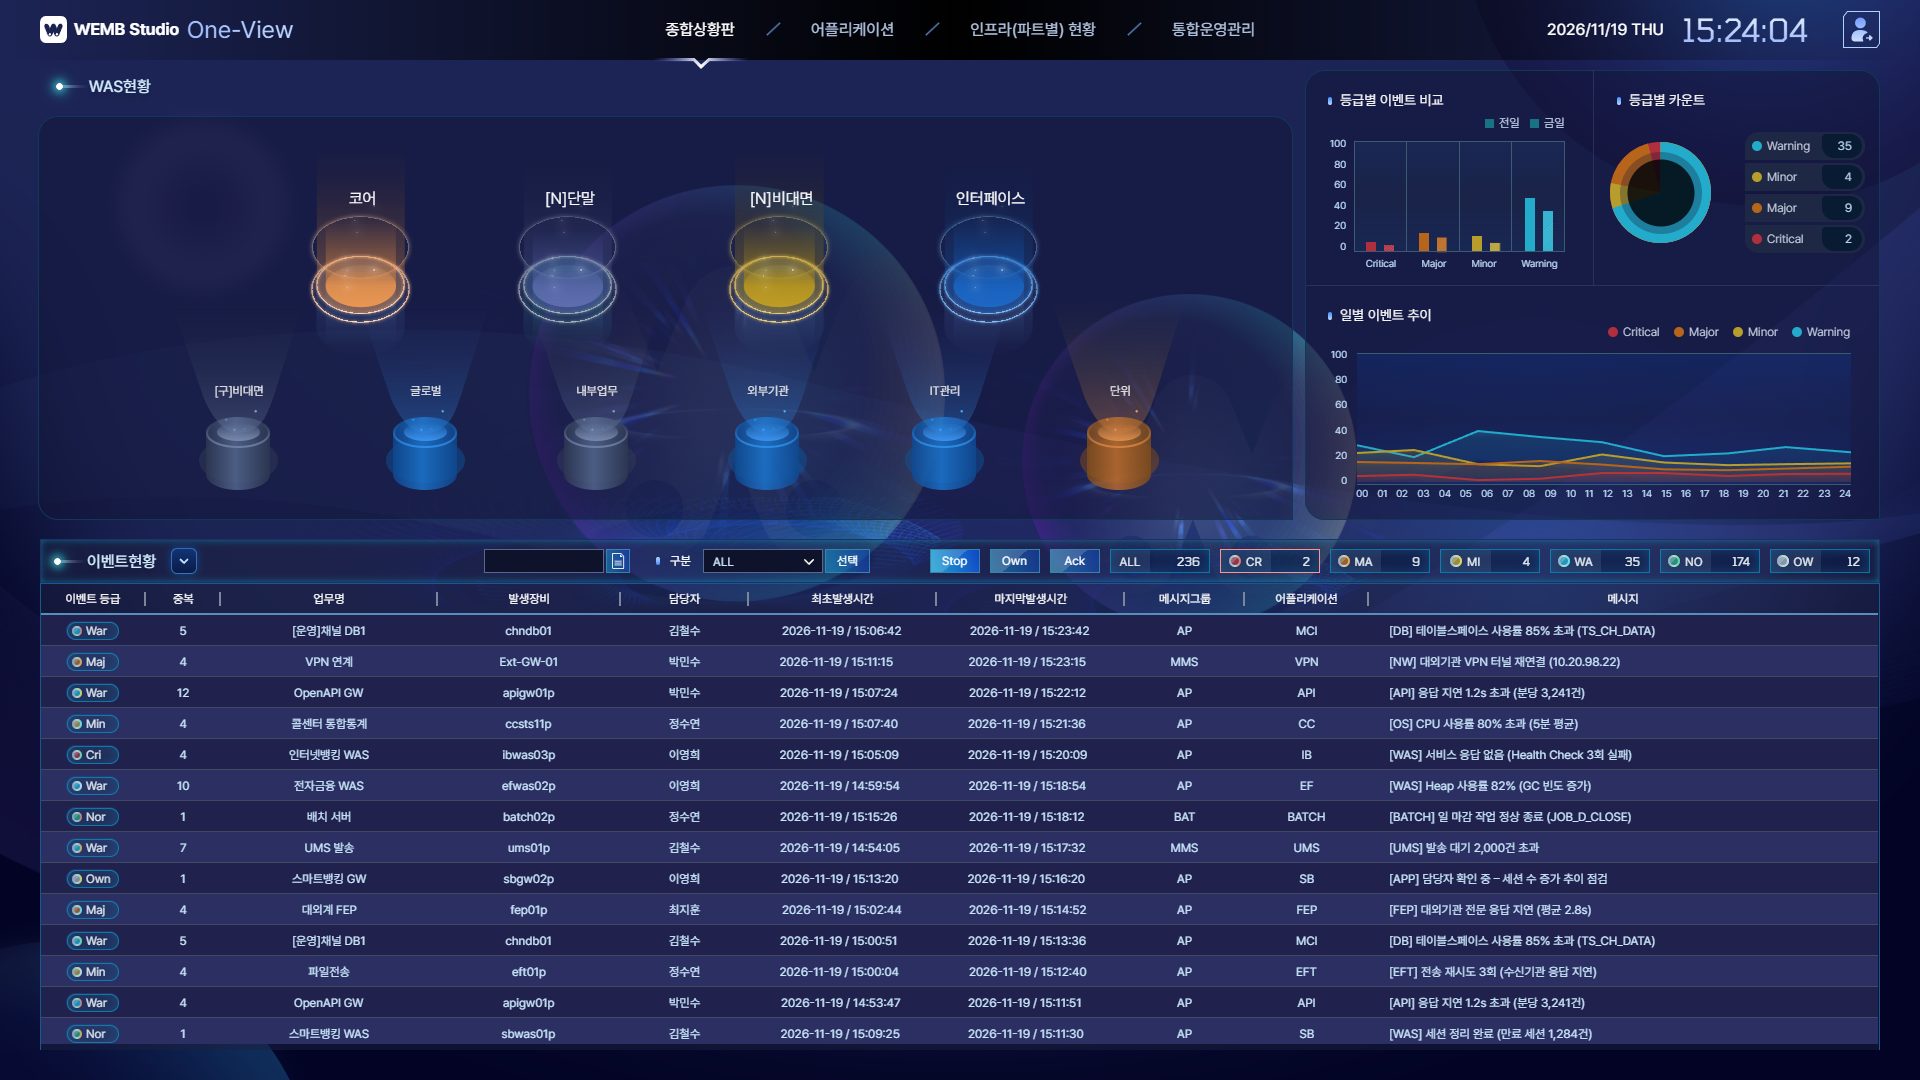 WEMB Studio One-View
종합상황판
어플리케이션
인프라(파트별) 현황
통합운영관리
2026/11/19 THU 15:24:04
WAS현황
코어
[N]단말
[N]비대면
인터페이스
[구]비대면
글로벌
내부업무
외부기관
IT관리
단위
등급별 이벤트 비교
전일 금일
100
80
60
40
20
0
Critical Major Minor Warning
등급별 카운트
Warning 35
Minor 4
Major 9
Critical 2
일별 이벤트 추이
Critical Major Minor Warning
100
80
60
40
20
0
00 01 02 03 04 05 06 07 08 09 10 11 12 13 14 15 16 17 18 19 20 21 22 23 24
이벤트현황
구분 ALL 선택
Stop Own Ack ALL 236 CR 2 MA 9 MI 4 WA 35 NO 174 OW 12
이벤트 등급 중복 업무명 발생장비 담당자 최초발생시간 마지막발생시간 메시지그룹 어플리케이션 메시지
War 5 [운영]채널 DB1 chndb01 김철수 2026-11-19 / 15:06:42 2026-11-19 / 15:23:42 AP MCI [DB] 테이블스페이스 사용률 85% 초과 (TS_CH_DATA)
Maj 4 VPN 연계 Ext-GW-01 박민수 2026-11-19 / 15:11:15 2026-11-19 / 15:23:15 MMS VPN [NW] 대외기관 VPN 터널 재연결 (10.20.98.22)
War 12 OpenAPI GW apigw01p 박민수 2026-11-19 / 15:07:24 2026-11-19 / 15:22:12 AP API [API] 응답 지연 1.2s 초과 (분당 3,241건)
Min 4 콜센터 통합통계 ccsts11p 정수연 2026-11-19 / 15:07:40 2026-11-19 / 15:21:36 AP CC [OS] CPU 사용률 80% 초과 (5분 평균)
Cri 4 인터넷뱅킹 WAS ibwas03p 이영희 2026-11-19 / 15:05:09 2026-11-19 / 15:20:09 AP IB [WAS] 서비스 응답 없음 (Health Check 3회 실패)
War 10 전자금융 WAS efwas02p 이영희 2026-11-19 / 14:59:54 2026-11-19 / 15:18:54 AP EF [WAS] Heap 사용률 82% (GC 빈도 증가)
Nor 1 배치 서버 batch02p 정수연 2026-11-19 / 15:15:26 2026-11-19 / 15:18:12 BAT BATCH [BATCH] 일 마감 작업 정상 종료 (JOB_D_CLOSE)
War 7 UMS 발송 ums01p 김철수 2026-11-19 / 14:54:05 2026-11-19 / 15:17:32 MMS UMS [UMS] 발송 대기 2,000건 초과
Own 1 스마트뱅킹 GW sbgw02p 이영희 2026-11-19 / 15:13:20 2026-11-19 / 15:16:20 AP SB [APP] 담당자 확인 중 – 세션 수 증가 추이 점검
Maj 4 대외계 FEP fep01p 최지훈 2026-11-19 / 15:02:44 2026-11-19 / 15:14:52 AP FEP [FEP] 대외기관 전문 응답 지연 (평균 2.8s)
War 5 [운영]채널 DB1 chndb01 김철수 2026-11-19 / 15:00:51 2026-11-19 / 15:13:36 AP MCI [DB] 테이블스페이스 사용률 85% 초과 (TS_CH_DATA)
Min 4 파일전송 eft01p 정수연 2026-11-19 / 15:00:04 2026-11-19 / 15:12:40 AP EFT [EFT] 전송 재시도 3회 (수신기관 응답 지연)
War 4 OpenAPI GW apigw01p 박민수 2026-11-19 / 14:53:47 2026-11-19 / 15:11:51 AP API [API] 응답 지연 1.2s 초과 (분당 3,241건)
Nor 1 스마트뱅킹 WAS sbwas01p 김철수 2026-11-19 / 15:09:25 2026-11-19 / 15:11:30 AP SB [WAS] 세션 정리 완료 (만료 세션 1,284건)